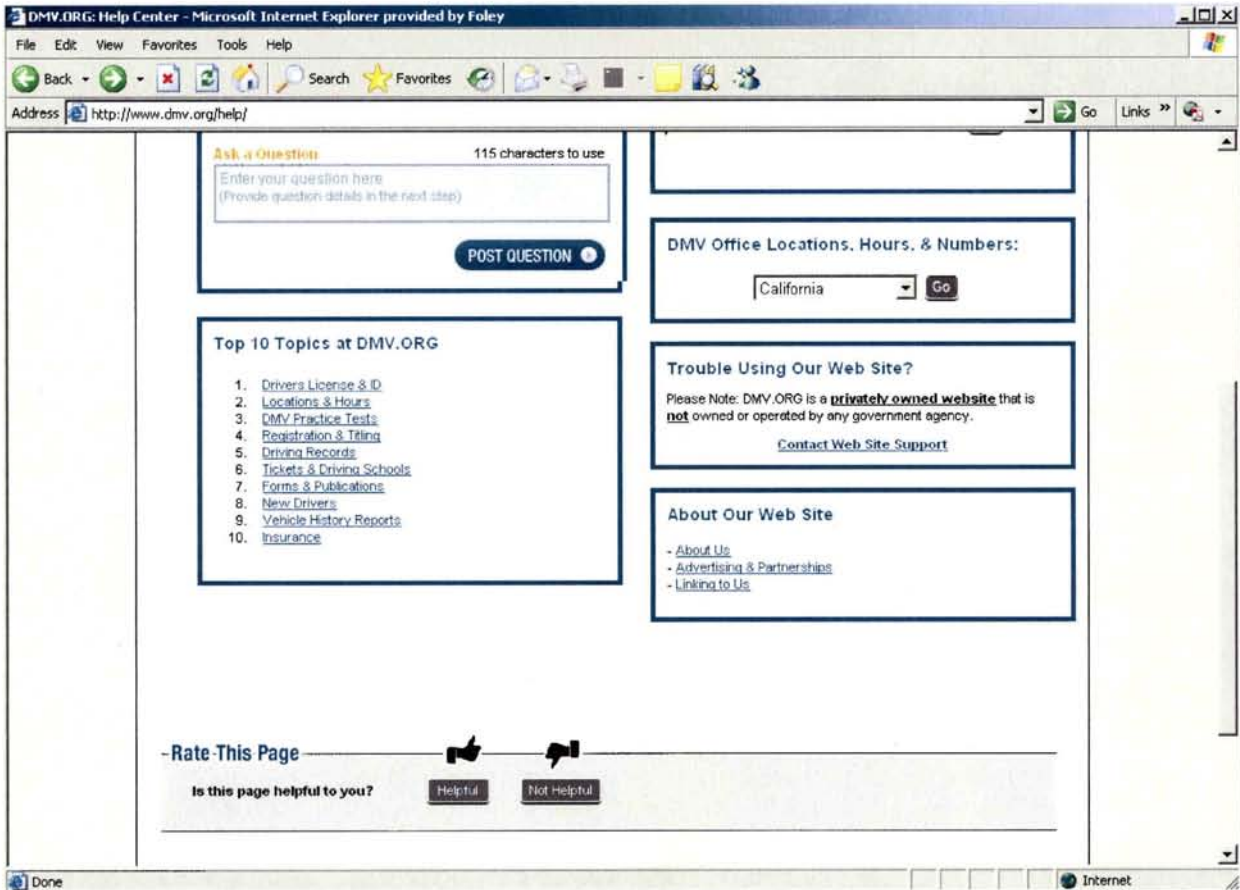 DMV.ORG: Help Center - Microsoft Internet Explorer provided by Foley
File Edit View Favorites Tools Help
Back Search Favorites
Address http://www.dmv.org/help/ Go Links »
Ask a Question 115 characters to use
Enter your question here
(Provide question details in the next step)
POST QUESTION
Top 10 Topics at DMV.ORG
1. Drivers License & ID
2. Locations & Hours
3. DMV Practice Tests
4. Registration & Titling
5. Driving Records
6. Tickets & Driving Schools
7. Forms & Publications
8. New Drivers
9. Vehicle History Reports
10. Insurance
DMV Office Locations, Hours, & Numbers:
California Go
Trouble Using Our Web Site?
Please Note: DMV.ORG is a privately owned website that is
not owned or operated by any government agency.
Contact Web Site Support
About Our Web Site
- About Us
- Advertising & Partnerships
- Linking to Us
Rate This Page
Is this page helpful to you? Helpful Not Helpful
Done Internet